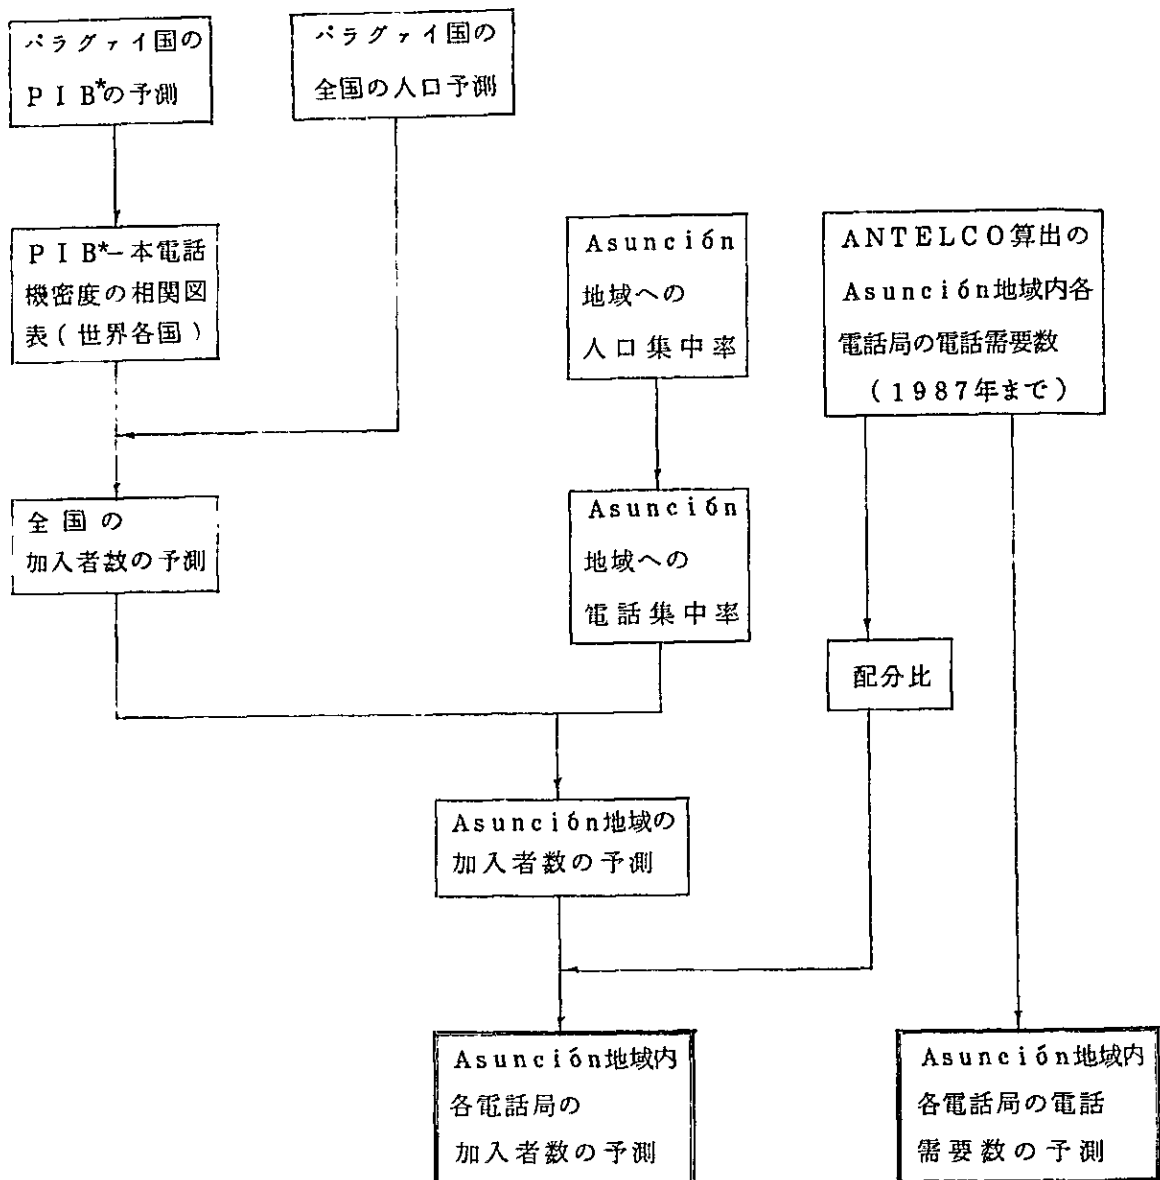 パラグァイ国の
PIB*の予測
パラグァイ国の
全国の人口予測
PIB*－本電話
機密度の相関図
表(世界各国)
Asunción
地域への
人口集中率
ANTELCO算出の
Asunción地域内各
電話局の電話需要数
(1987年まで)
全国の
加入者数の予測
Asunción
地域への
電話集中率
配分比
Asunción地域の
加入者数の予測
Asunción地域内
各電話局の
加入者数の予測
Asunción地域内
各電話局の電話
需要数の予測